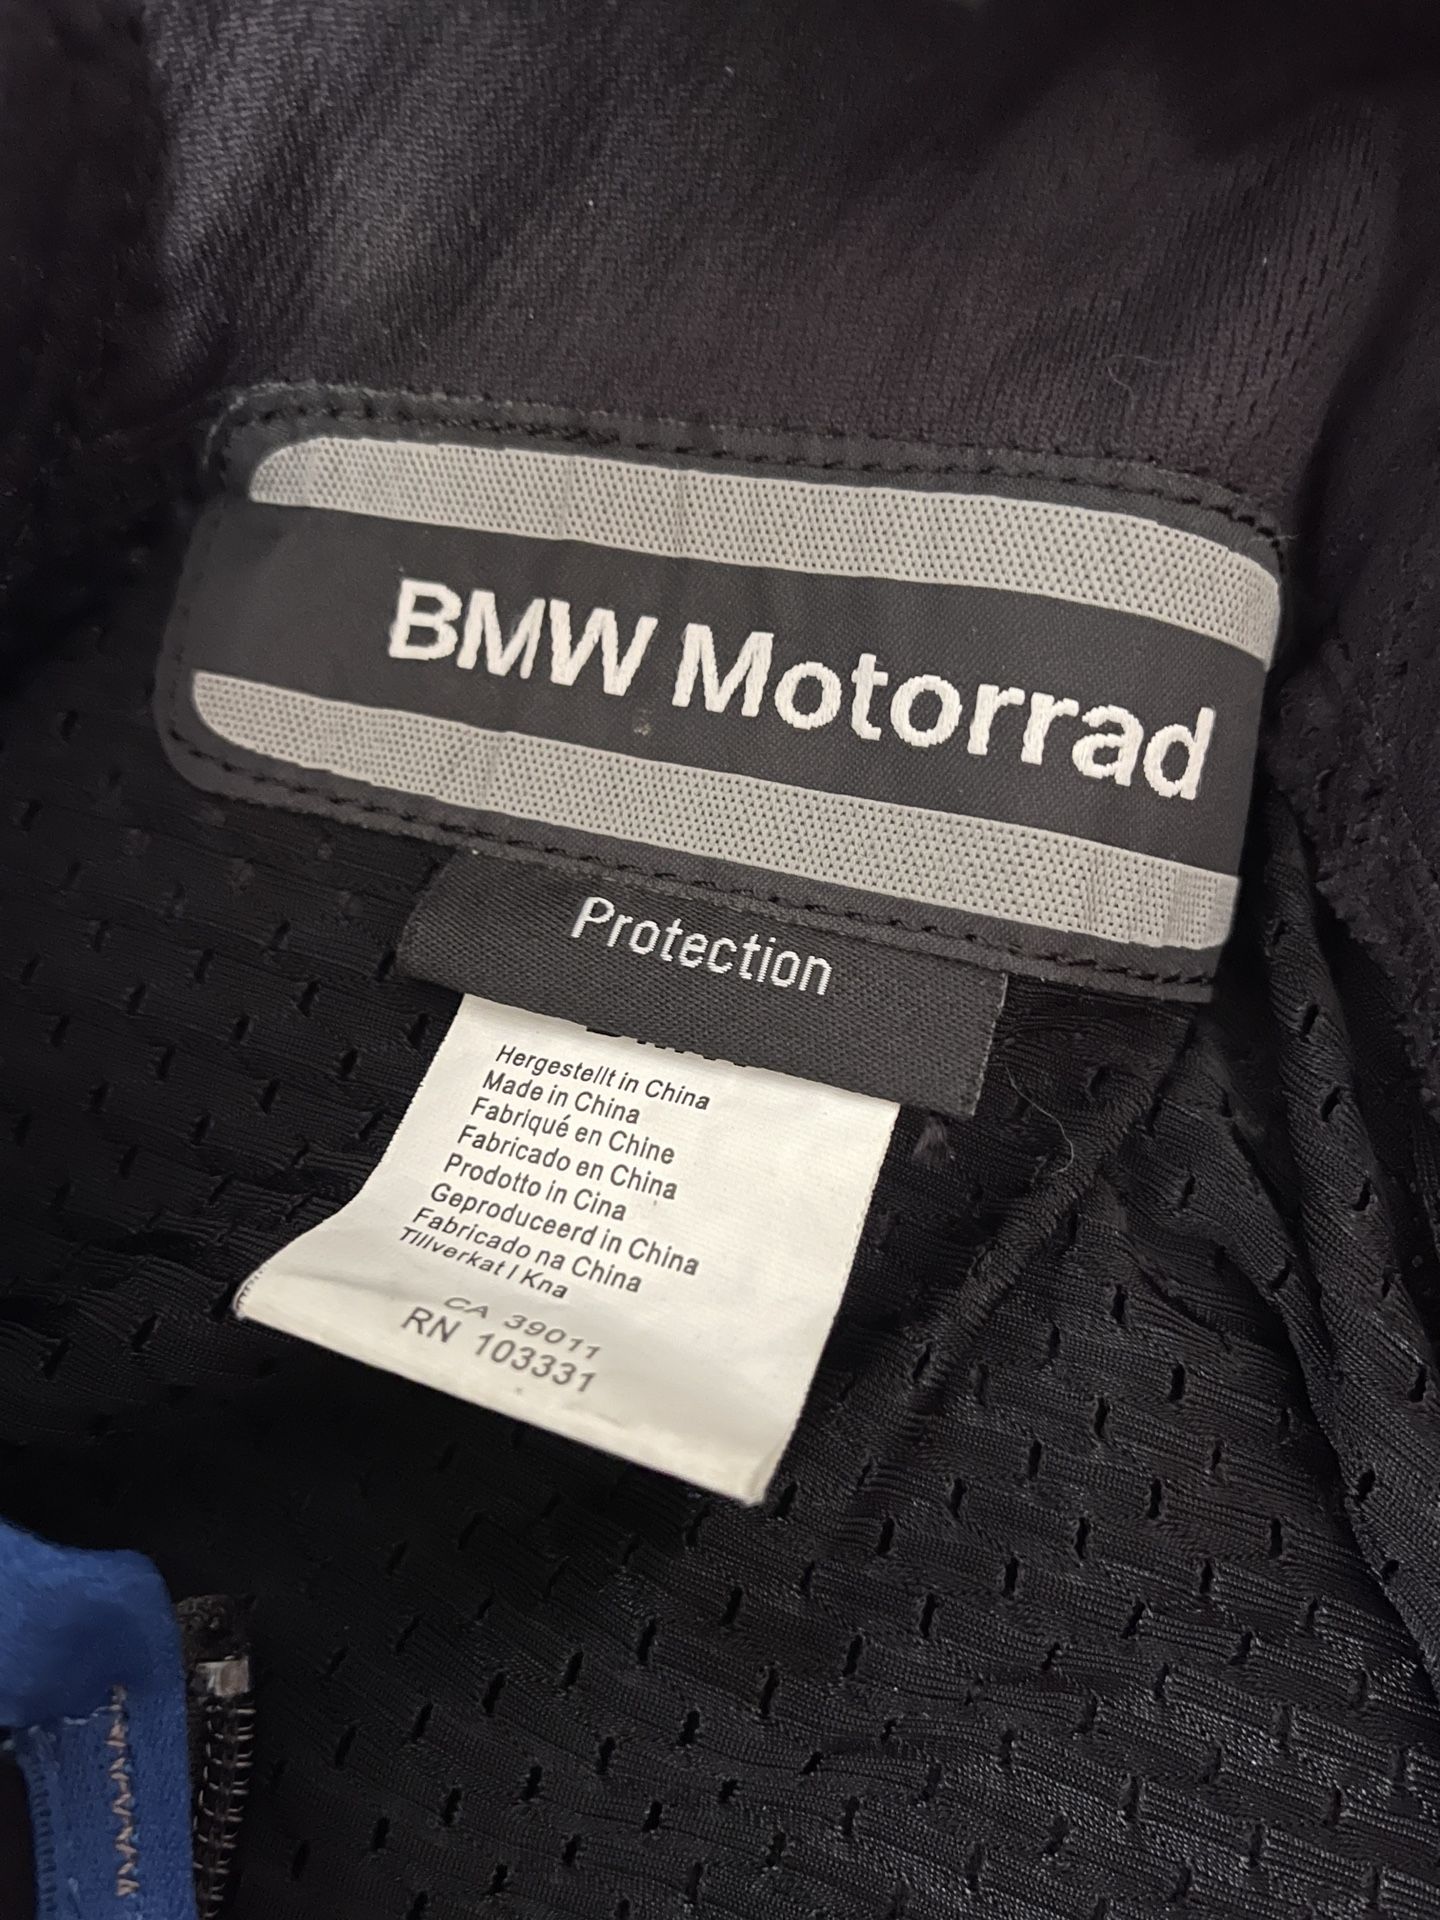 BMW Motorrad
Protection
Hergestellt in China
Made in China
Fabriqué en Chine
Fabricado en China
Prodotto in Cina
Geproduceerd in China
Fabricado na China
Tillverkat I Kna
CA 39011
RN 103331